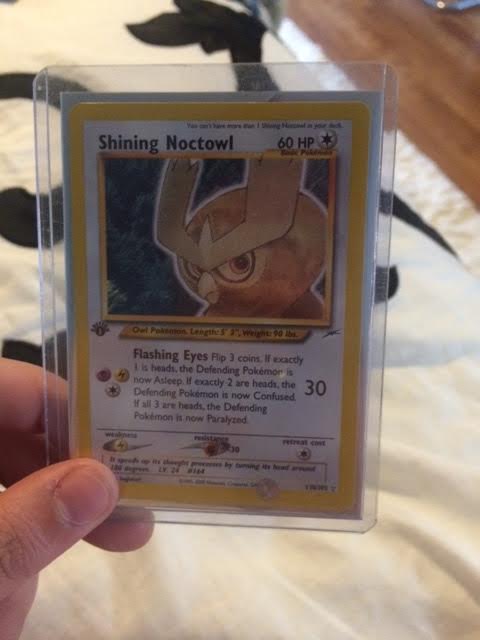 You can't have more than 1 Shining Noctowl in your deck.
Shining Noctowl 60 HP
Basic Pokémon
Owl Pokémon. Length: 5' 3", Weight: 90 lbs.
Flashing Eyes Flip 3 coins. If exactly
1 is heads, the Defending Pokémon is
now Asleep. If exactly 2 are heads, the
Defending Pokémon is now Confused.
If all 3 are heads, the Defending
Pokémon is now Paralyzed.
30
weakness resistance retreat cost
-30
It speeds up its thought processes by turning its head around
180 degrees. LV. 24 #164